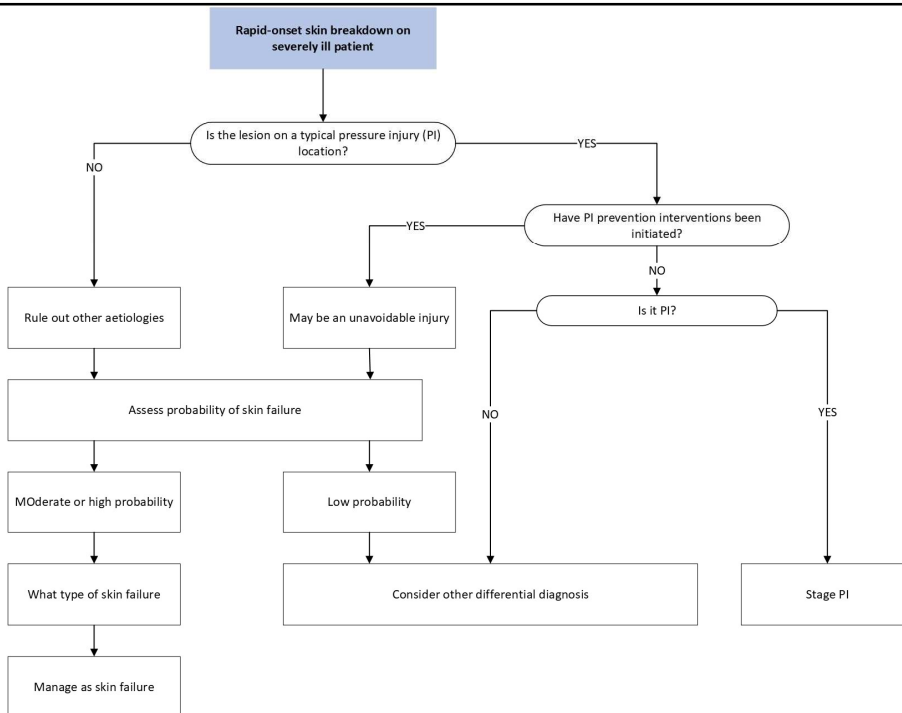 Rapid-onset skin breakdown on
severely ill patient
Is the lesion on a typical pressure injury (PI)
location?
NO
YES
Have PI prevention interventions been
initiated?
YES
NO
Rule out other aetiologies
May be an unavoidable injury
Is it PI?
Assess probability of skin failure
NO
YES
MOderate or high probability
Low probability
What type of skin failure
Consider other differential diagnosis
Stage PI
Manage as skin failure